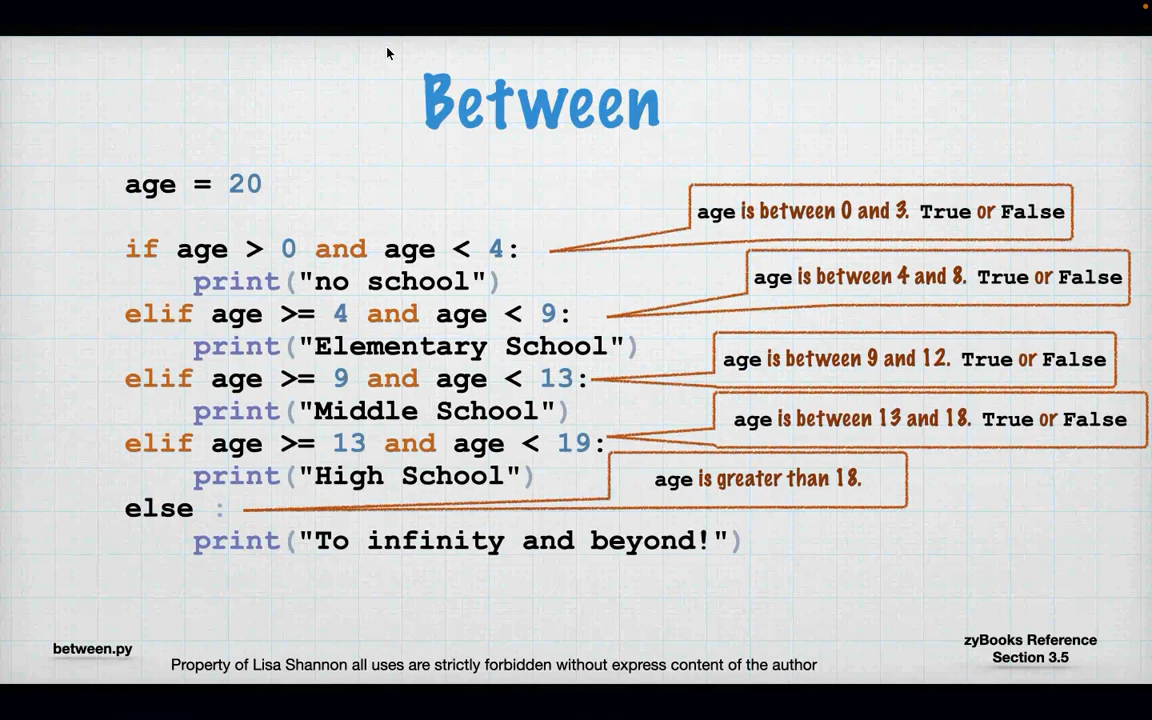 Between
age = 20
age is between 0 and 3. True or False
if age > 0 and age < 4:
print("no school")
age is between 4 and 8. True or False
elif age >= 4 and age < 9:
print("Elementary School")
age is between 9 and 12. True or False
elif age >= 9 and age < 13:
print("Middle School")
age is between 13 and 18. True or False
elif age >= 13 and age < 19:
print("High School")
age is greater than 18.
else :
print("To infinity and beyond!")
between.py
Property of Lisa Shannon all uses are strictly forbidden without express content of the author
zyBooks Reference
Section 3.5